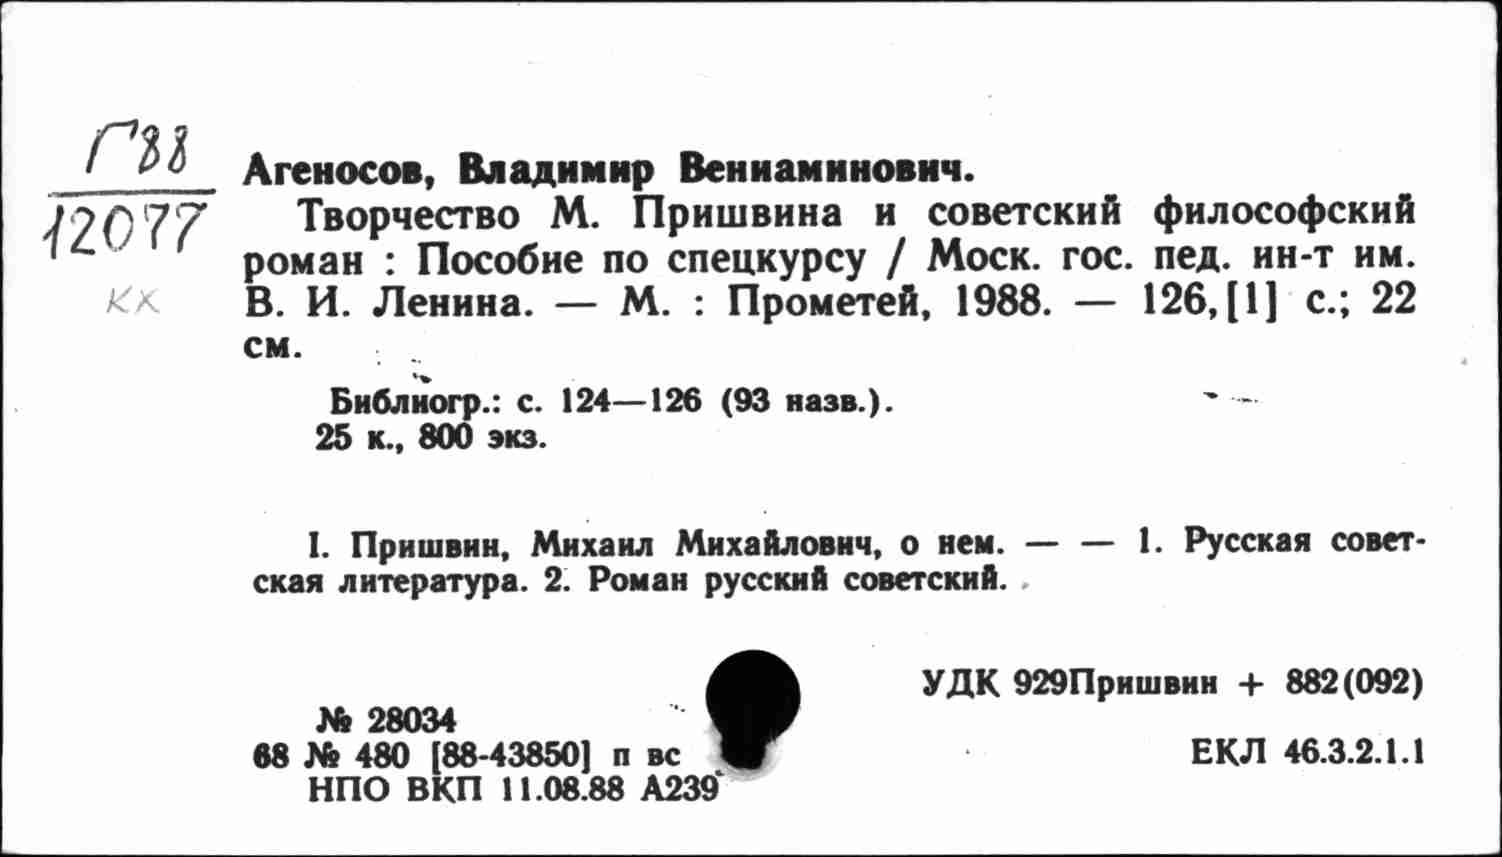 Г88
12077
кх
Агеносов, Владимир Вениаминович.
Творчество М. Пришвина и советский философский
роман : Пособие по спецкурсу / Моск. гос. пед. ин-т им.
В. И. Ленина. — М. : Прометей, 1988. — 126,[1] с.; 22
см.
Библиогр.: с. 124—126 (93 назв.).
25 к., 800 экз.
I. Пришвин, Михаил Михайлович, о нем. — — 1. Русская совет-
ская литература. 2. Роман русский советский.
УДК 929Пришвин + 882(092)
№ 28034
68 № 480 [88-43850] п вс
ЕКЛ 46.3.2.1.1
НПО ВКП 11.08.88 А239